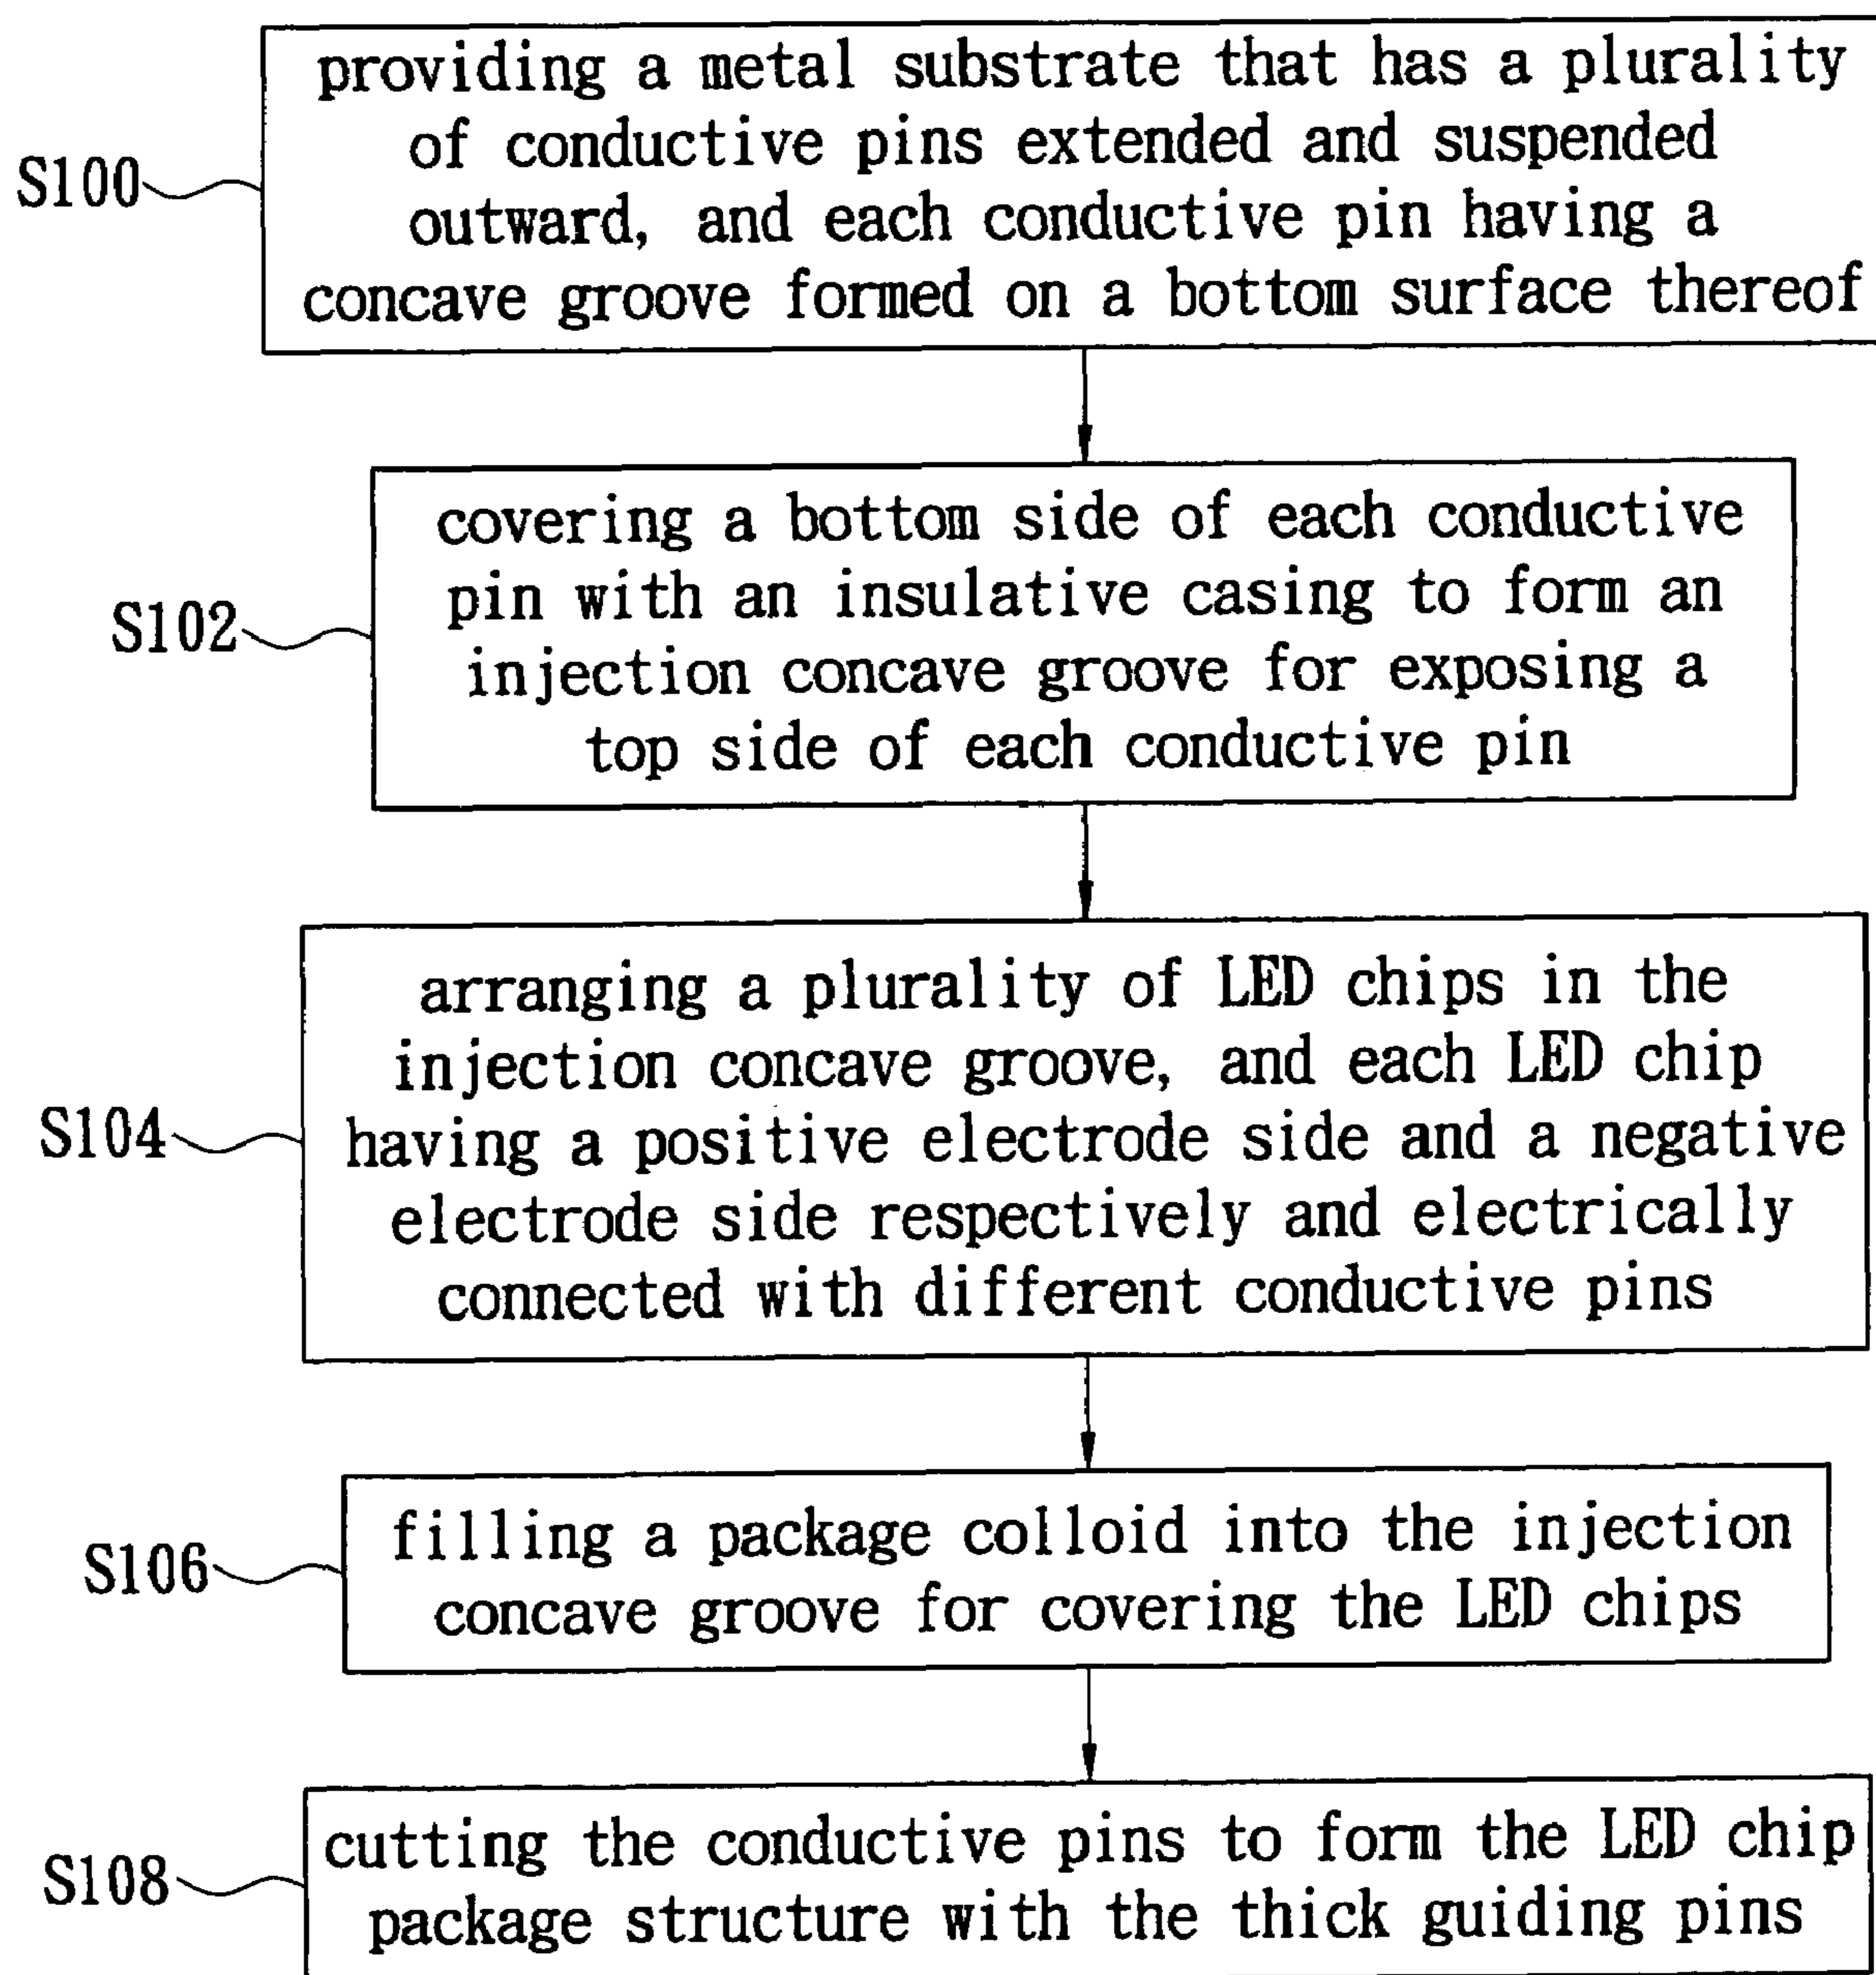 providing a metal substrate that has a plurality
of conductive pins extended and suspended
outward, and each conductive pin having a
concave groove formed on a bottom surface thereof
S100
covering a bottom side of each conductive
pin with an insulative casing to form an
injection concave groove for exposing a
top side of each conductive pin
S102
arranging a plurality of LED chips in the
injection concave groove, and each LED chip
having a positive electrode side and a negative
electrode side respectively and electrically
connected with different conductive pins
S104
filling a package colloid into the injection
concave groove for covering the LED chips
S106
cutting the conductive pins to form the LED chip
package structure with the thick guiding pins
S108